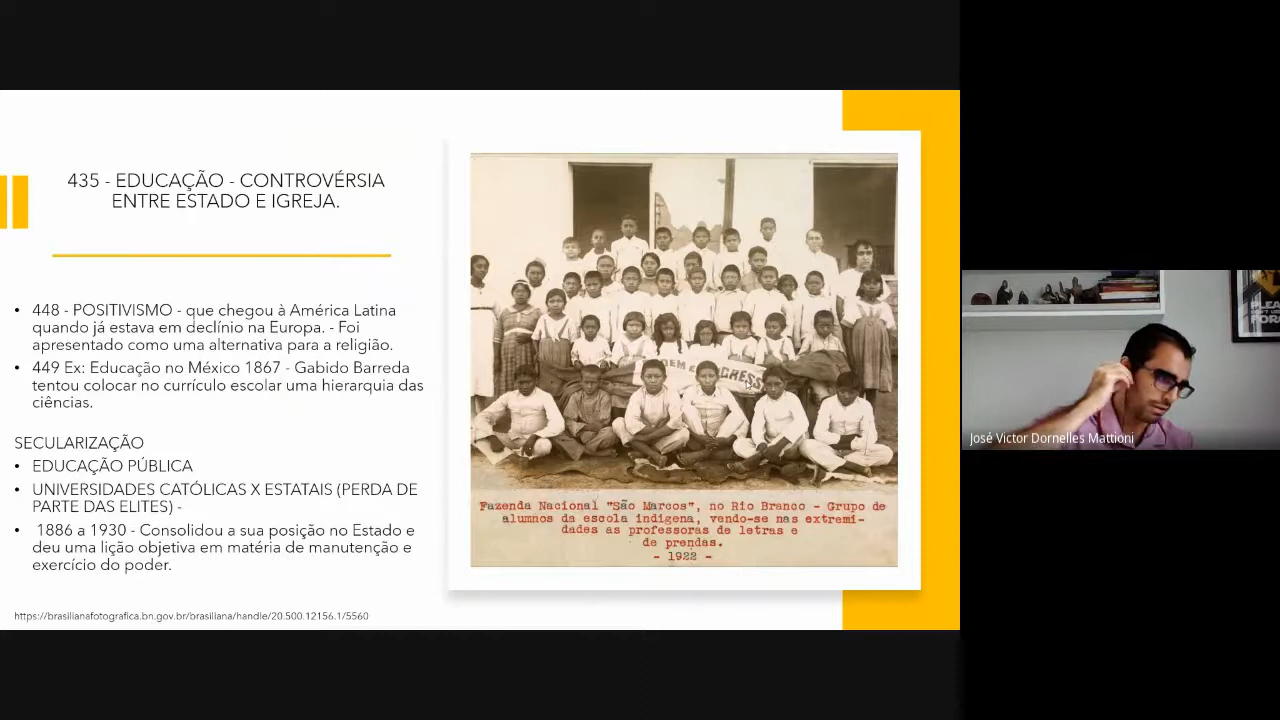 435 - EDUCAÇÃO - CONTROVÉRSIA
ENTRE ESTADO E IGREJA.
• 448 - POSITIVISMO - que chegou à América Latina
quando já estava em declínio na Europa. - Foi
apresentado como uma alternativa para a religião.
• 449 Ex: Educação no México 1867 - Gabido Barreda
tentou colocar no currículo escolar uma hierarquia das
ciências.
SECULARIZAÇÃO
• EDUCAÇÃO PÚBLICA
• UNIVERSIDADES CATÓLICAS X ESTATAIS (PERDA DE
PARTE DAS ELITES) -
• 1886 a 1930 - Consolidou a sua posição no Estado e
deu uma lição objetiva em matéria de manutenção e
exercício do poder.
https://brasilianafotografica.bn.gov.br/brasiliana/handle/20.500.12156.1/5560
Fazenda Nacional "São Marcos", no Rio Branco - Grupo de
alumnos da escola indigena, vendo-se nas extremi-
dades as professoras de letras e
de prendas.
- 1922 -
José Victor Dornelles Mattioni